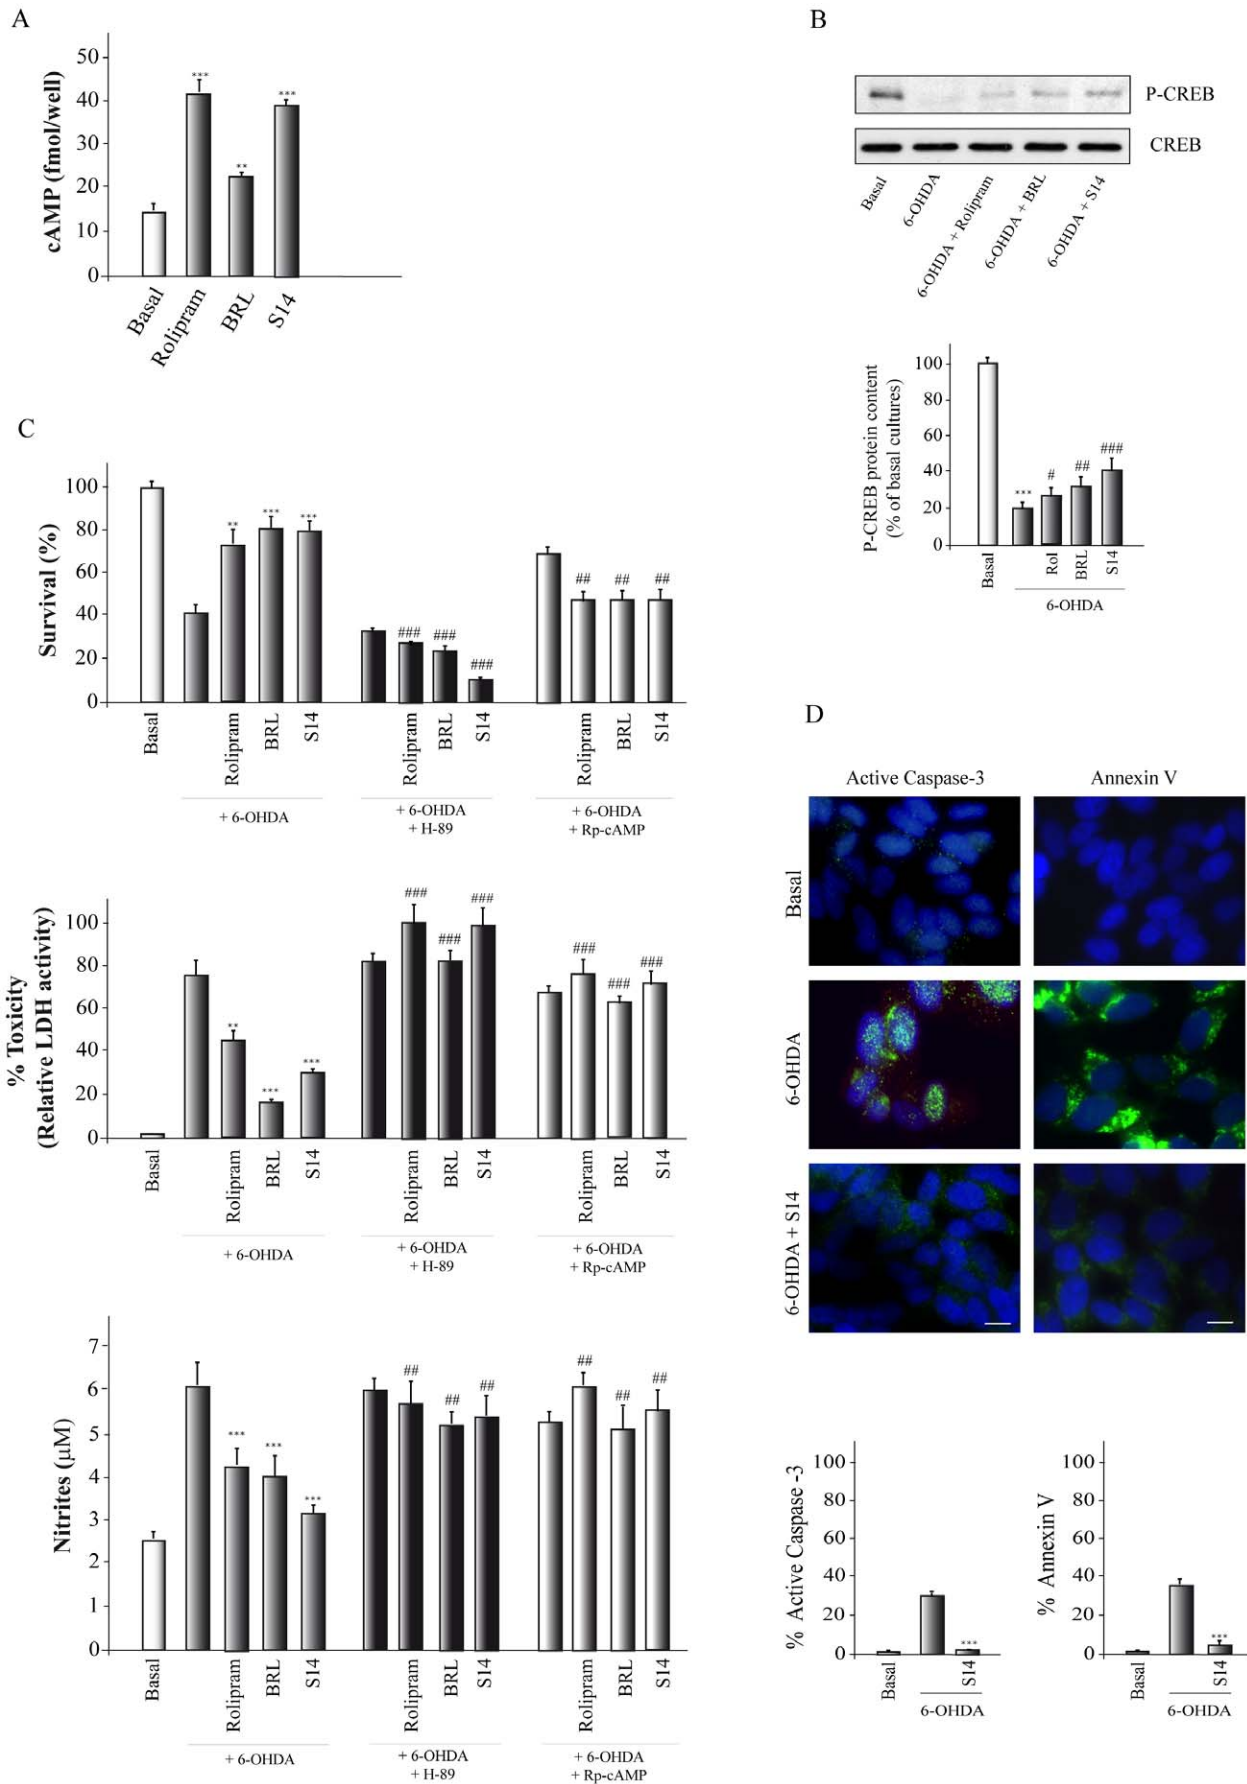 A
50
40
30
20
10
0
cAMP (fmol/well)
***
**
***
Basal
Rolipram
BRL
S14
B
P-CREB
CREB
Basal
6-OHDA
6-OHDA + Rolipram
6-OHDA + BRL
6-OHDA + S14
P-CREB protein content
(% of basal cultures)
100
80
60
40
20
0
***
#
##
###
Basal
Rol
BRL
S14
6-OHDA
C
Survival (%)
100
80
60
40
20
0
**
***
***
###
###
###
##
##
##
Basal
Rolipram
BRL
S14
Rolipram
BRL
S14
Rolipram
BRL
S14
+ 6-OHDA
+ 6-OHDA
+ H-89
+ 6-OHDA
+ Rp-cAMP
% Toxicity
(Relative LDH activity)
100
80
60
40
20
0
**
***
***
###
###
###
###
###
###
Basal
Rolipram
BRL
S14
Rolipram
BRL
S14
Rolipram
BRL
S14
+ 6-OHDA
+ 6-OHDA
+ H-89
+ 6-OHDA
+ Rp-cAMP
Nitrites (µM)
7
6
5
4
3
2
1
0
***
***
***
##
##
##
##
##
##
Basal
Rolipram
BRL
S14
Rolipram
BRL
S14
Rolipram
BRL
S14
+ 6-OHDA
+ 6-OHDA
+ H-89
+ 6-OHDA
+ Rp-cAMP
D
Active Caspase-3
Annexin V
Basal
6-OHDA
6-OHDA + S14
% Active Caspase -3
100
80
60
40
20
0
***
Basal
S14
6-OHDA
% Annexin V
100
80
60
40
20
0
***
Basal
S14
6-OHDA